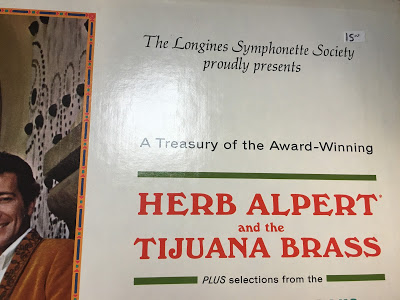 The Longines Symphonette Society
proudly presents
15.00
A Treasury of the Award-Winning
HERB ALPERT®
and the
TIJUANA BRASS
PLUS selections from the